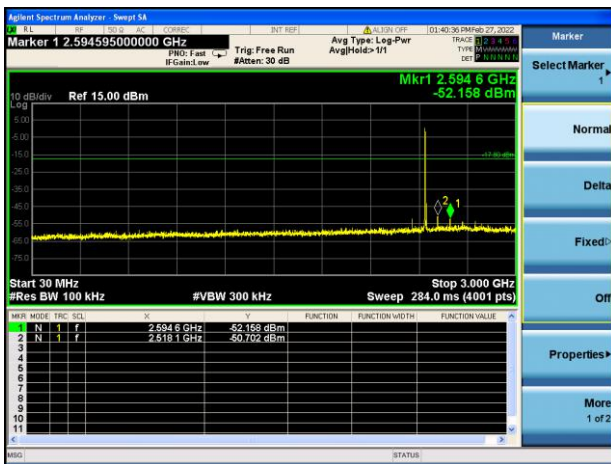 Agilent Spectrum Analyzer - Swept SA
RL RF 50 Ω AC CORREC INT REF ALIGN OFF 01:40:36 PM Feb 27, 2022
Marker 1 2.594595000000 GHz
PNO: Fast
IFGain:Low
Trig: Free Run
#Atten: 30 dB
Avg Type: Log-Pwr
Avg|Hold:>1/1
TRACE 1 2 3 4 5 6
TYPE M
DET P N N N N N
Mkr1 2.594 6 GHz
-52.158 dBm
10 dB/div Ref 15.00 dBm
Log
5.00
-5.00
-15.0
-25.0
-35.0
-45.0
-55.0
-65.0
-75.0
2 1
Start 30 MHz Stop 3.000 GHz
#Res BW 100 kHz #VBW 300 kHz Sweep 284.0 ms (4001 pts)
MKR MODE TRC SCL X Y FUNCTION FUNCTION WIDTH FUNCTION VALUE
1 N 1 f 2.594 6 GHz -52.158 dBm
2 N 1 f 2.518 1 GHz -50.702 dBm
3
4
5
6
7
8
9
10
11
MSG STATUS
Marker
Select Marker
1
Normal
Delta
Fixed
Off
Properties
More
1 of 2